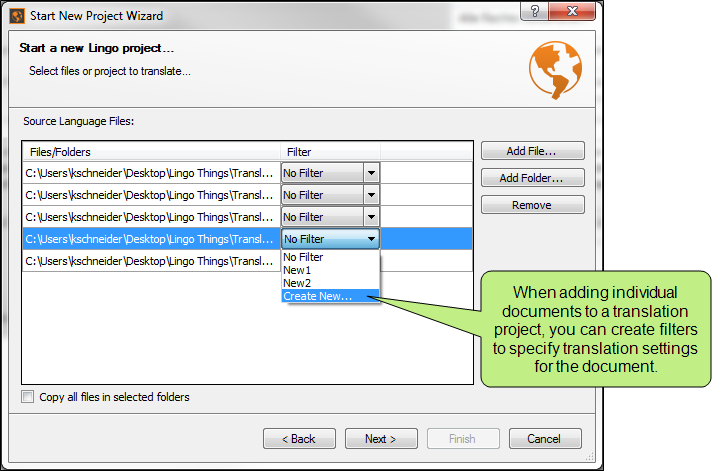 Start New Project Wizard
Start a new Lingo project...
Select files or project to translate...
Source Language Files:
Files/Folders Filter
C:\Users\kschneider\Desktop\Lingo Things\Transl... No Filter
C:\Users\kschneider\Desktop\Lingo Things\Transl... No Filter
C:\Users\kschneider\Desktop\Lingo Things\Transl... No Filter
C:\Users\kschneider\Desktop\Lingo Things\Transl... No Filter
C:\Users\kschneider\Desktop\Lingo Things\Transl...
No Filter
New1
New2
Create New...
Add File...
Add Folder...
Remove
When adding individual
documents to a translation
project, you can create filters
to specify translation settings
for the document.
Copy all files in selected folders
< Back Next > Finish Cancel